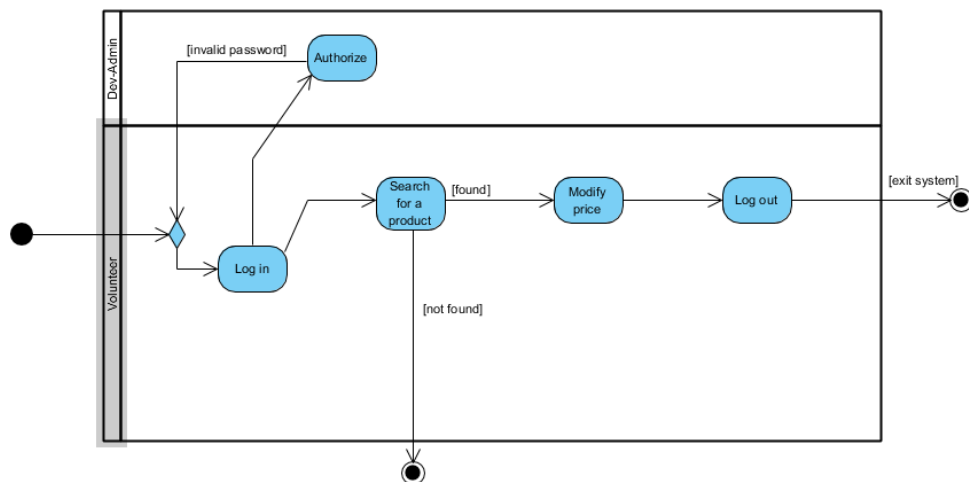 Dev-Admin
[invalid password]
Authorize
Volunteer
Search
for a
product
[found]
Modify
price
Log out
[exit system]
Log in
[not found]